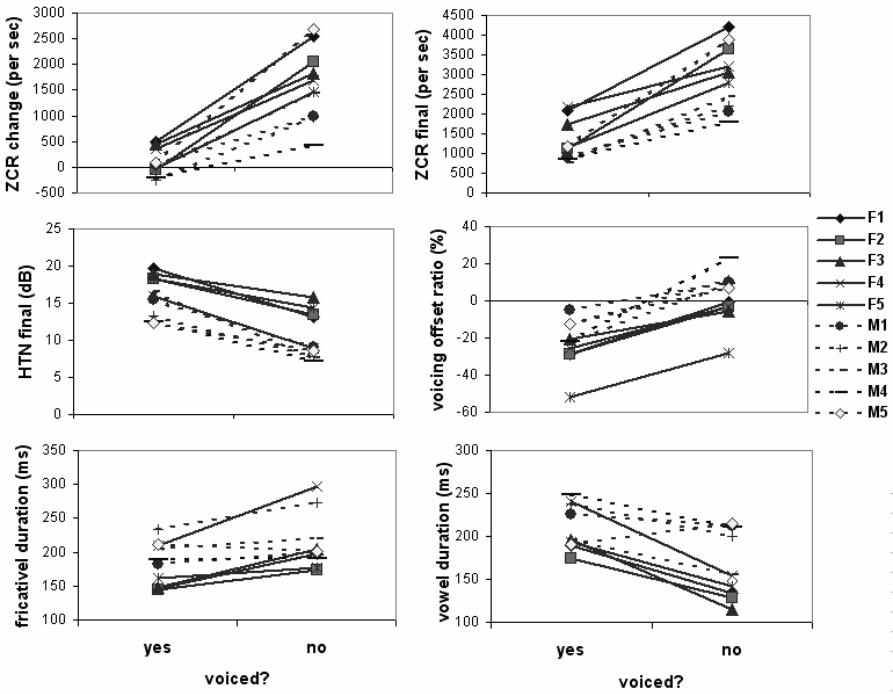 ZCR change (per sec)
3000
2500
2000
1500
1000
500
0
-500
ZCR final (per sec)
4500
4000
3500
3000
2500
2000
1500
1000
500
0
HTN final (dB)
25
20
15
10
5
0
voicing offset ratio (%)
40
20
0
-20
-40
-60
F1
F2
F3
F4
F5
M1
M2
M3
M4
M5
fricativel duration (ms)
350
300
250
200
150
100
yes no
voiced?
vowel duration (ms)
300
250
200
150
100
yes no
voiced?